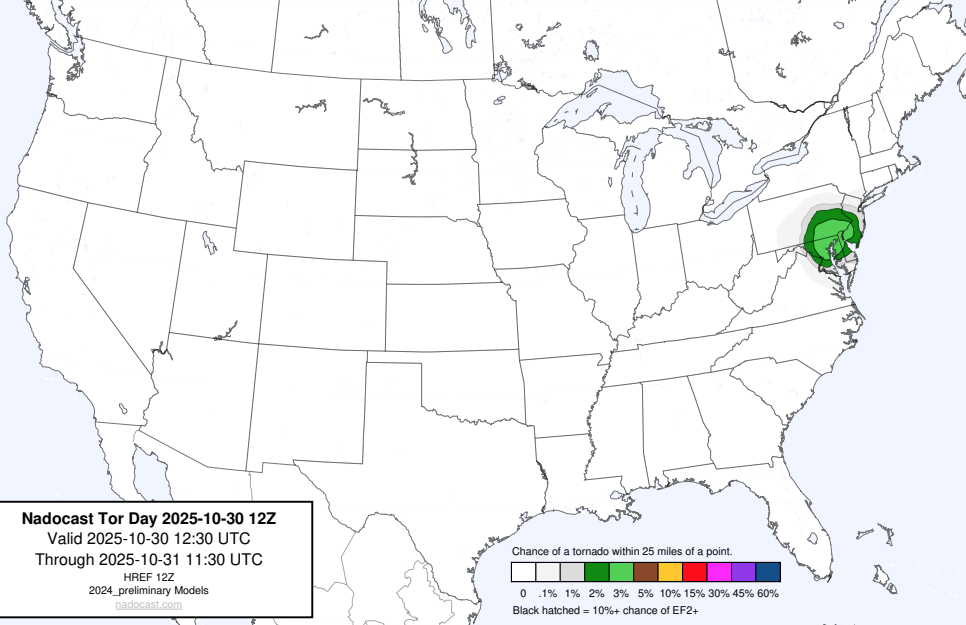 Nadocast Tor Day 2025-10-30 12Z
Valid 2025-10-30 12:30 UTC
Through 2025-10-31 11:30 UTC
HREF 12Z
2024_preliminary Models
nadocast.com
Chance of a tornado within 25 miles of a point.
0 .1% 1% 2% 3% 5% 10% 15% 30% 45% 60%
Black hatched = 10%+ chance of EF2+